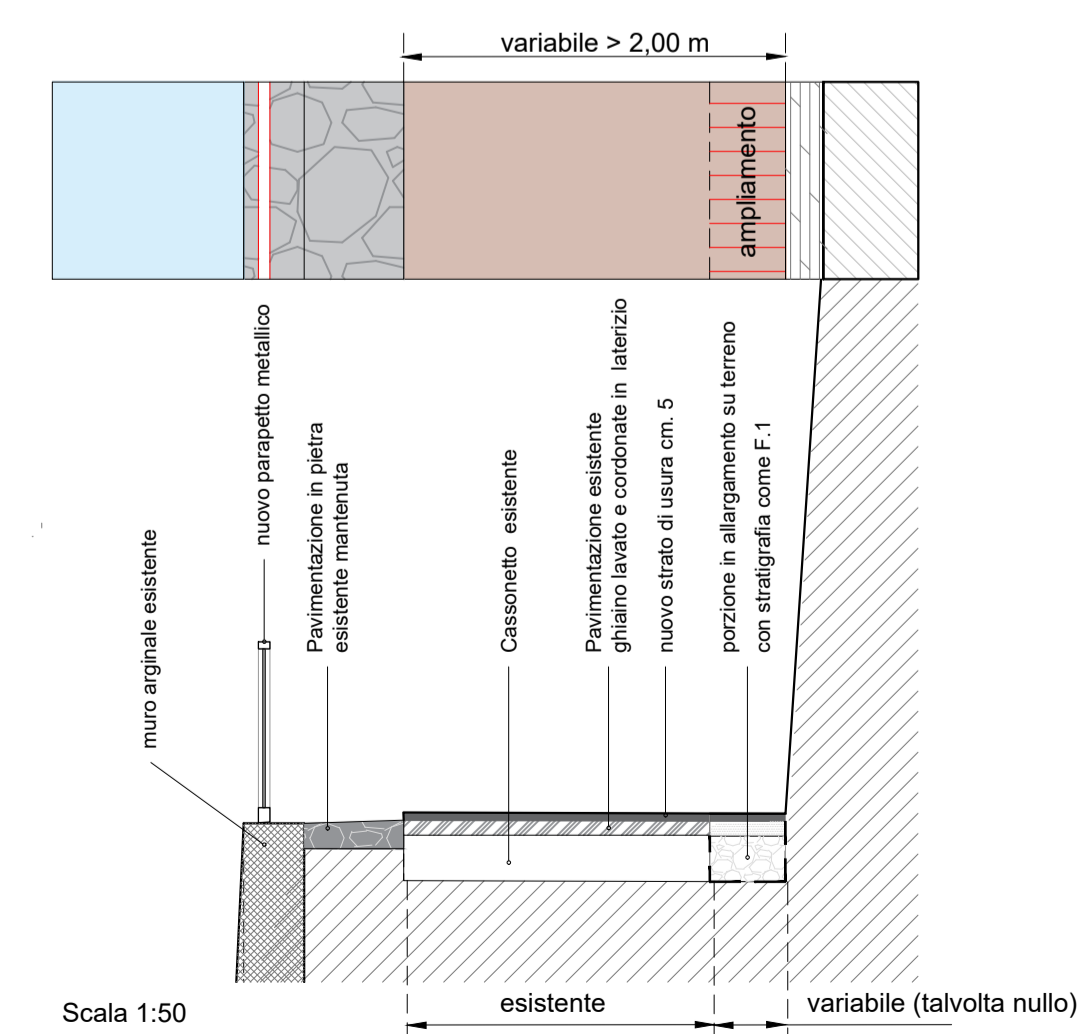 variabile > 2,00 m
ampliamento
muro arginale esistente
nuovo parapetto metallico
Pavimentazione in pietra
esistente mantenuta
Cassonetto esistente
Pavimentazione esistente
ghiaino lavato e cordonate in laterizio
nuovo strato di usura cm. 5
porzione in allargamento su terreno
con stratigrafia come F.1
Scala 1:50
esistente
variabile (talvolta nullo)